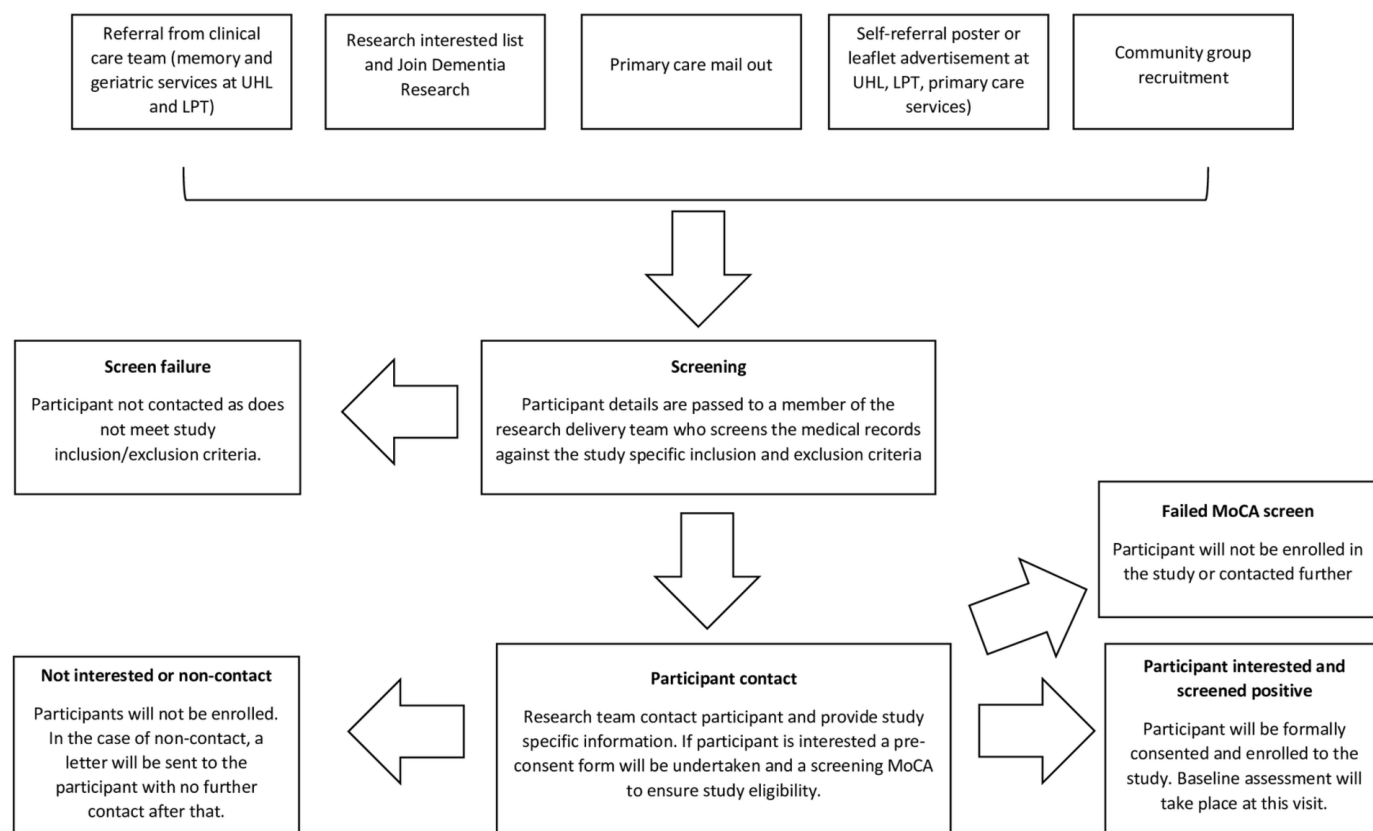 Referral from clinical
care team (memory and
geriatric services at UHL
and LPT)
Research interested list
and Join Dementia
Research
Primary care mail out
Self-referral poster or
leaflet advertisement at
UHL, LPT, primary care
services)
Community group
recruitment
Screen failure
Participant not contacted as does
not meet study
inclusion/exclusion criteria.
Screening
Participant details are passed to a member of the
research delivery team who screens the medical records
against the study specific inclusion and exclusion criteria
Failed MoCA screen
Participant will not be enrolled in
the study or contacted further
Not interested or non-contact
Participants will not be enrolled.
In the case of non-contact, a
letter will be sent to the
participant with no further
contact after that.
Participant contact
Research team contact participant and provide study
specific information. If participant is interested a pre-
consent form will be undertaken and a screening MoCA
to ensure study eligibility.
Participant interested and
screened positive
Participant will be formally
consented and enrolled to the
study. Baseline assessment will
take place at this visit.